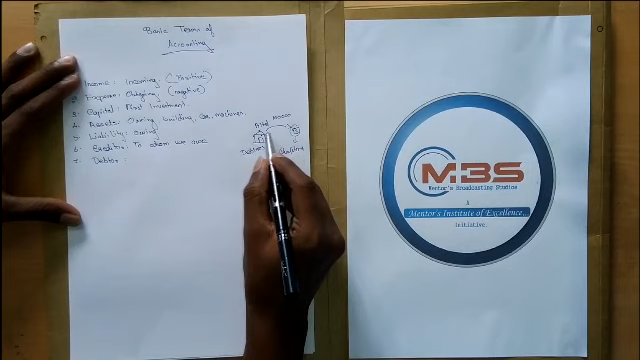 Basic Terms of
Accounting
1. Income: Incoming (Positive)
2. Expense: Outgoing (negative)
3. Capital: First Investment
4. Assets: Owning building, car, machines
5. Liability: Owing
6. Creditor: To whom we owe
7. Debtor:
MBS
Mentor's Broadcasting Studios
A
Mentor's Institute of Excellence...
Initiative.